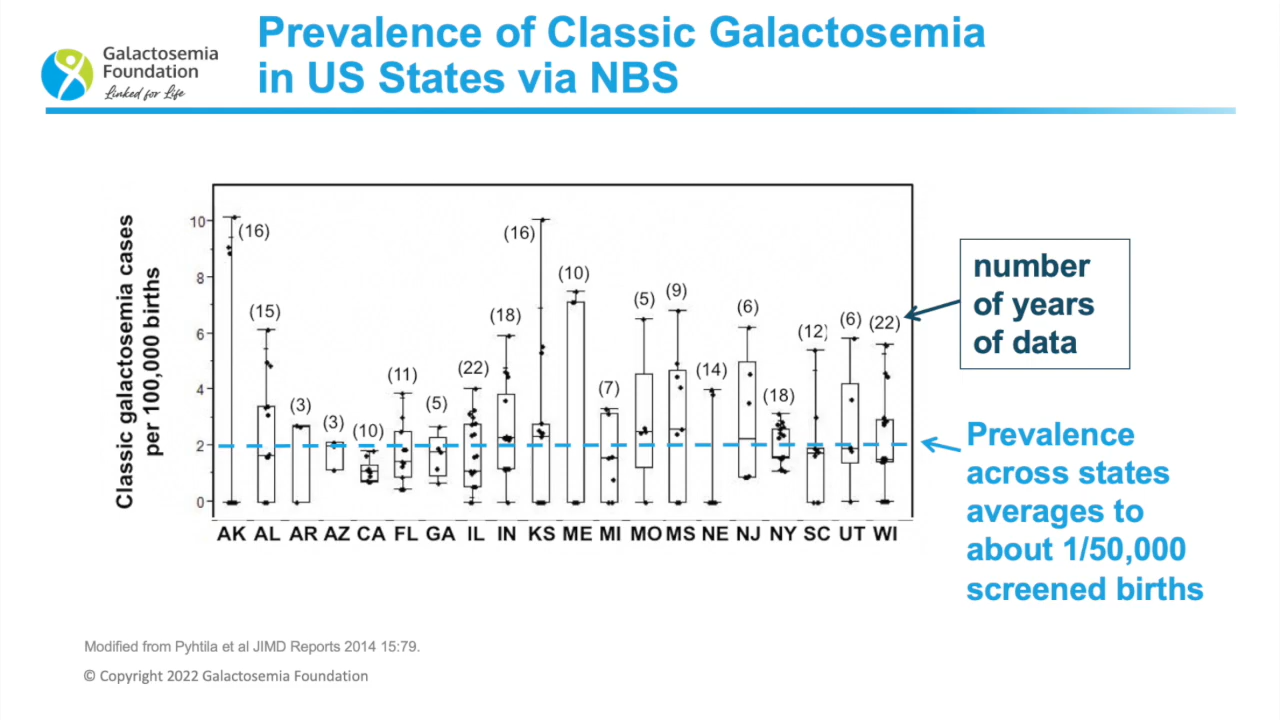 Galactosemia
Foundation
Linked for Life
Prevalence of Classic Galactosemia
in US States via NBS
Classic galactosemia cases
per 100,000 births
10
8
6
4
2
0
(16)
(15)
(3)
(3)
(10)
(11)
(5)
(22)
(18)
(16)
(10)
(7)
(5)
(9)
(14)
(6)
(18)
(12)
(6)
(22)
AK AL AR AZ CA FL GA IL IN KS ME MI MO MS NE NJ NY SC UT WI
number
of years
of data
Prevalence
across states
averages to
about 1/50,000
screened births
Modified from Pyhtila et al JIMD Reports 2014 15:79.
© Copyright 2022 Galactosemia Foundation